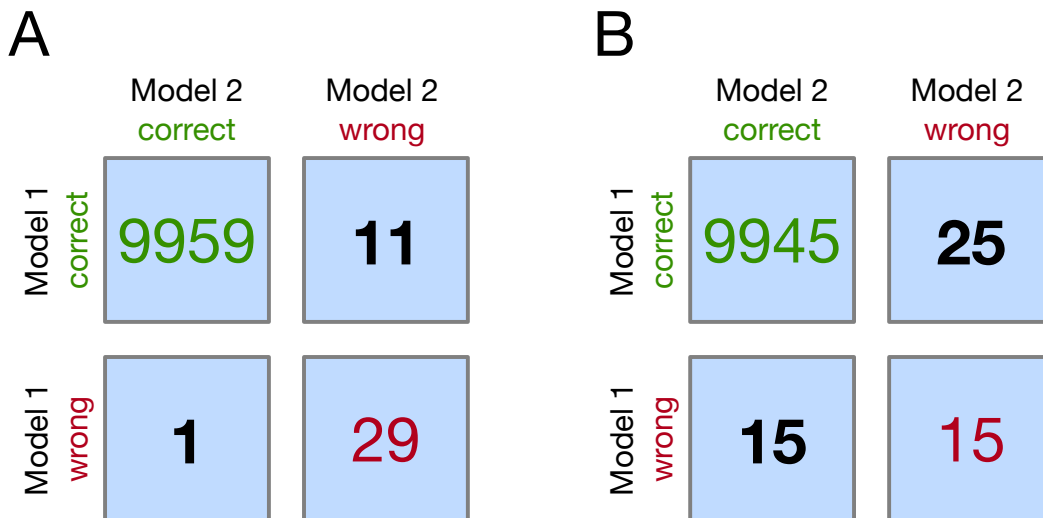 A
Model 2
correct
Model 2
wrong
Model 1
correct
9959
11
Model 1
wrong
1
29
B
Model 2
correct
Model 2
wrong
Model 1
correct
9945
25
Model 1
wrong
15
15